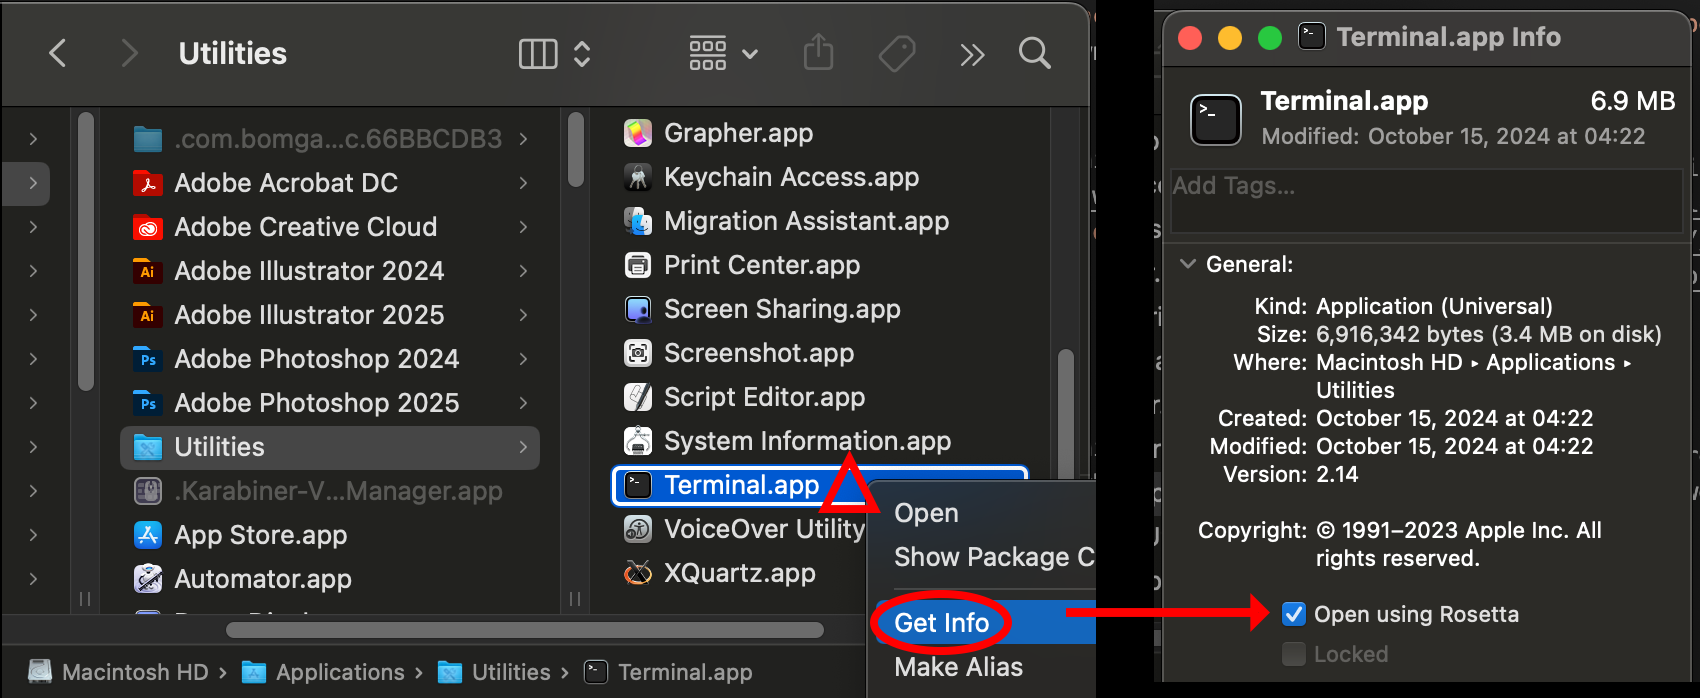 Utilities
.com.bomga...c.66BBCDB3
Adobe Acrobat DC
Adobe Creative Cloud
Adobe Illustrator 2024
Adobe Illustrator 2025
Adobe Photoshop 2024
Adobe Photoshop 2025
Utilities
.Karabiner-V...Manager.app
App Store.app
Automator.app
Grapher.app
Keychain Access.app
Migration Assistant.app
Print Center.app
Screen Sharing.app
Screenshot.app
Script Editor.app
System Information.app
Terminal.app
VoiceOver Utility
XQuartz.app
Open
Show Package C
Get Info
Make Alias
Macintosh HD › Applications › Utilities › Terminal.app
Terminal.app Info
Terminal.app 6.9 MB
Modified: October 15, 2024 at 04:22
Add Tags...
General:
Kind: Application (Universal)
Size: 6,916,342 bytes (3.4 MB on disk)
Where: Macintosh HD ▸ Applications ▸
Utilities
Created: October 15, 2024 at 04:22
Modified: October 15, 2024 at 04:22
Version: 2.14
Copyright: © 1991–2023 Apple Inc. All
rights reserved.
Open using Rosetta
Locked